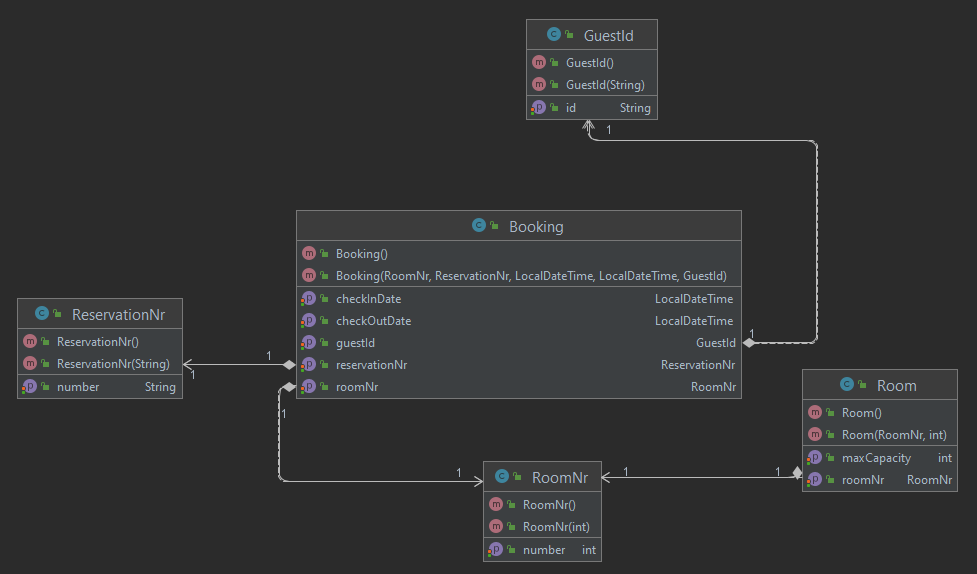 C GuestId
m GuestId()
m GuestId(String)
p id String
1
1
Booking
C
m Booking()
m Booking(RoomNr, ReservationNr, LocalDateTime, LocalDateTime, GuestId)
p checkInDate LocalDateTime
p checkOutDate LocalDateTime
p guestId GuestId
p reservationNr ReservationNr
p roomNr RoomNr
C ReservationNr
m ReservationNr()
m ReservationNr(String)
p number String
1
1
1
1
C Room
m Room()
m Room(RoomNr, int)
p maxCapacity int
p roomNr RoomNr
1
1
C RoomNr
m RoomNr()
m RoomNr(int)
p number int